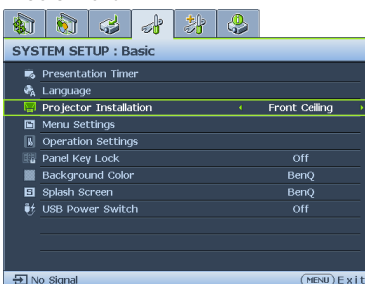 SYSTEM SETUP : Basic
Presentation Timer
Language
Projector Installation Front Ceiling
Menu Settings
Operation Settings
Panel Key Lock Off
Background Color BenQ
Splash Screen BenQ
USB Power Switch Off
No Signal MENU Exit